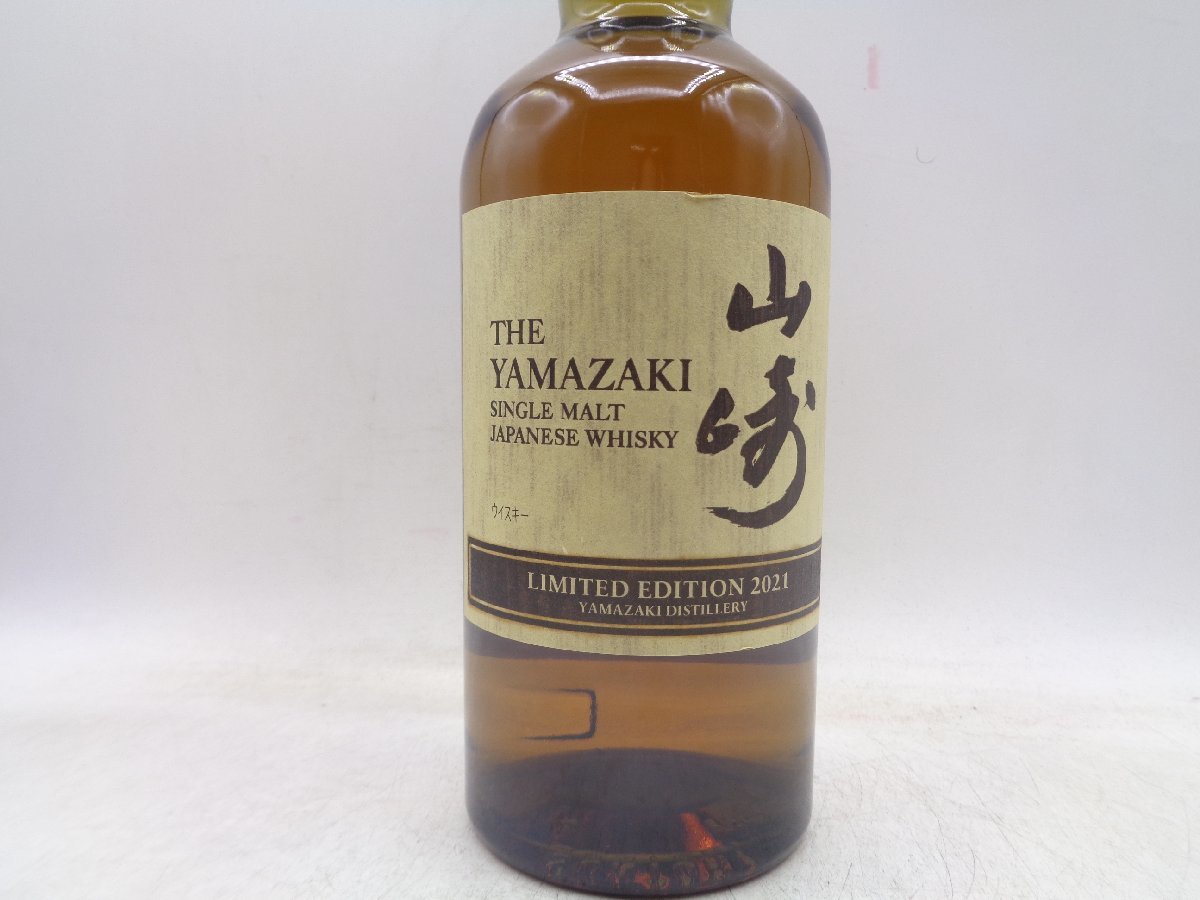 THE
YAMAZAKI
SINGLE MALT
JAPANESE WHISKY
山崎
ウイスキー
LIMITED EDITION 2021
YAMAZAKI DISTILLERY